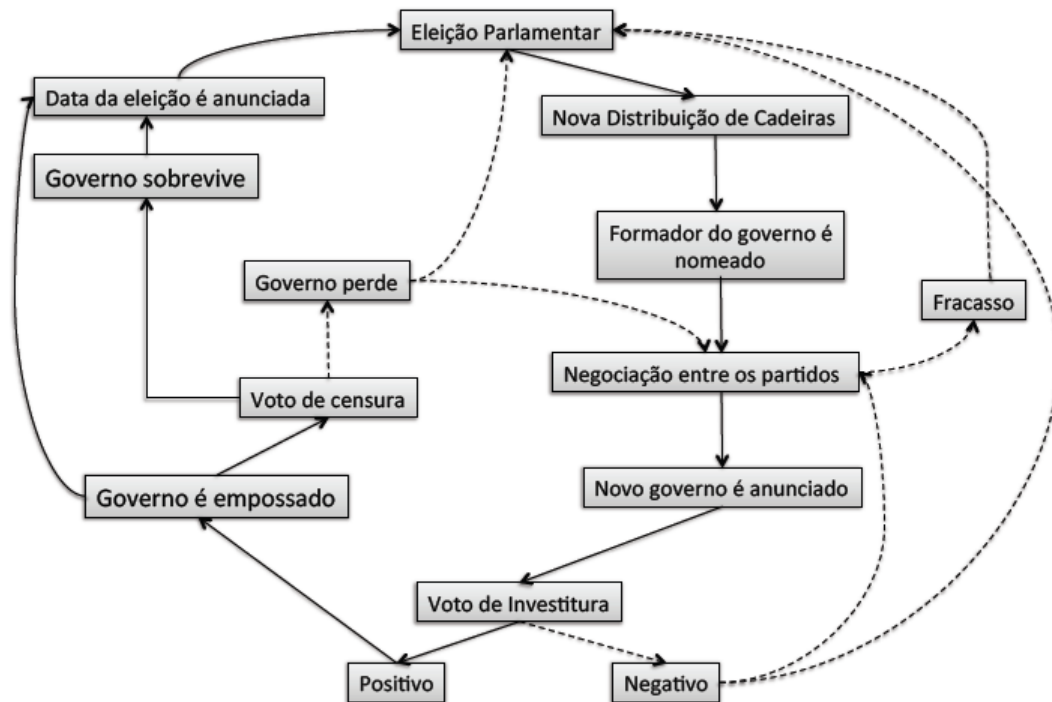 Eleição Parlamentar
Data da eleição é anunciada
Nova Distribuição de Cadeiras
Governo sobrevive
Formador do governo é
nomeado
Governo perde
Fracasso
Negociação entre os partidos
Voto de censura
Governo é empossado
Novo governo é anunciado
Voto de Investitura
Positivo
Negativo